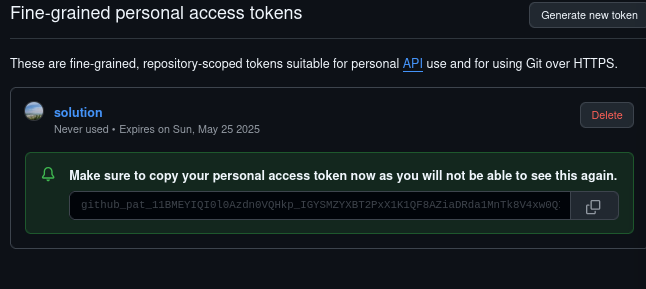 Fine-grained personal access tokens
Generate new token
These are fine-grained, repository-scoped tokens suitable for personal API use and for using Git over HTTPS.
solution
Delete
Never used • Expires on Sun, May 25 2025
Make sure to copy your personal access token now as you will not be able to see this again.